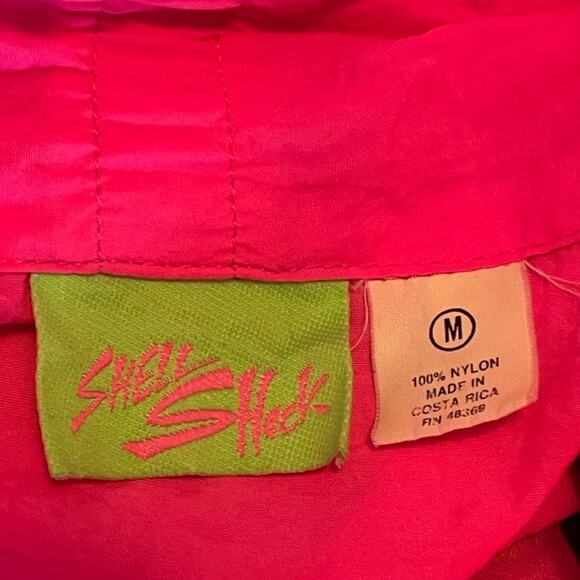 SHELL
SHOCK
M
100% NYLON
MADE IN
COSTA RICA
RN 48369